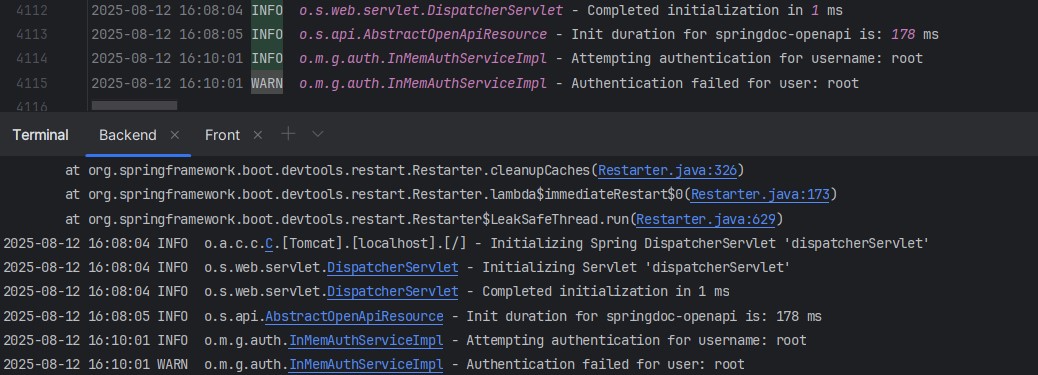 4112 2025-08-12 16:08:04 INFO o.s.web.servlet.DispatcherServlet - Completed initialization in 1 ms
4113 2025-08-12 16:08:05 INFO o.s.api.AbstractOpenApiResource - Init duration for springdoc-openapi is: 178 ms
4114 2025-08-12 16:10:01 INFO o.m.g.auth.InMemAuthServiceImpl - Attempting authentication for username: root
4115 2025-08-12 16:10:01 WARN o.m.g.auth.InMemAuthServiceImpl - Authentication failed for user: root
4116
Terminal Backend × Front × +
at org.springframework.boot.devtools.restart.Restarter.cleanupCaches(Restarter.java:326)
at org.springframework.boot.devtools.restart.Restarter.lambda$immediateRestart$0(Restarter.java:173)
at org.springframework.boot.devtools.restart.Restarter$LeakSafeThread.run(Restarter.java:629)
2025-08-12 16:08:04 INFO o.a.c.c.C.[Tomcat].[localhost].[/] - Initializing Spring DispatcherServlet 'dispatcherServlet'
2025-08-12 16:08:04 INFO o.s.web.servlet.DispatcherServlet - Initializing Servlet 'dispatcherServlet'
2025-08-12 16:08:04 INFO o.s.web.servlet.DispatcherServlet - Completed initialization in 1 ms
2025-08-12 16:08:05 INFO o.s.api.AbstractOpenApiResource - Init duration for springdoc-openapi is: 178 ms
2025-08-12 16:10:01 INFO o.m.g.auth.InMemAuthServiceImpl - Attempting authentication for username: root
2025-08-12 16:10:01 WARN o.m.g.auth.InMemAuthServiceImpl - Authentication failed for user: root